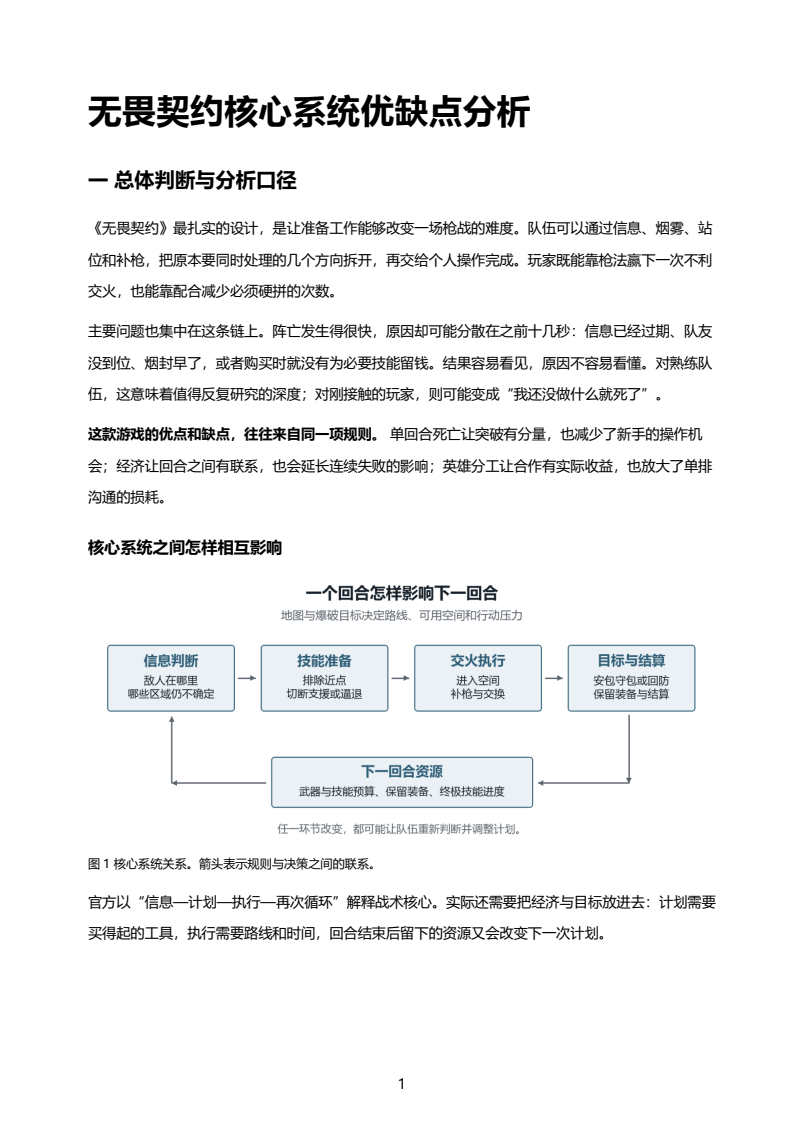 无畏契约核心系统优缺点分析
一 总体判断与分析口径
《无畏契约》最扎实的设计，是让准备工作能够改变一场枪战的难度。队伍可以通过信息、烟雾、站
位和补枪，把原本要同时处理的几个方向拆开，再交给个人操作完成。玩家既能靠枪法赢下一次不利
交火，也能靠配合减少必须硬拼的次数。
主要问题也集中在这条链上。阵亡发生得很快，原因却可能分散在之前十几秒：信息已经过期、队友
没到位、烟封早了，或者购买时就没有为必要技能留钱。结果容易看见，原因不容易看懂。对熟练队
伍，这意味着值得反复研究的深度；对刚接触的玩家，则可能变成“我还没做什么就死了”。
这款游戏的优点和缺点，往往来自同一项规则。 单回合死亡让突破有分量，也减少了新手的操作机
会；经济让回合之间有联系，也会延长连续失败的影响；英雄分工让合作有实际收益，也放大了单排
沟通的损耗。
核心系统之间怎样相互影响
一个回合怎样影响下一回合
地图与爆破目标决定路线、可用空间和行动压力
信息判断
敌人在哪里
哪些区域仍不确定
技能准备
排除近点
切断支援或逼退
交火执行
进入空间
补枪与交换
目标与结算
安包守包或回防
保留装备与结算
下一回合资源
武器与技能预算、保留装备、终极技能进度
任一环节改变，都可能让队伍重新判断并调整计划。
图 1 核心系统关系。箭头表示规则与决策之间的联系。
官方以“信息—计划—执行—再次循环”解释战术核心。实际还需要把经济与目标放进去：计划需要
买得起的工具，执行需要路线和时间，回合结束后留下的资源又会改变下一次计划。
1